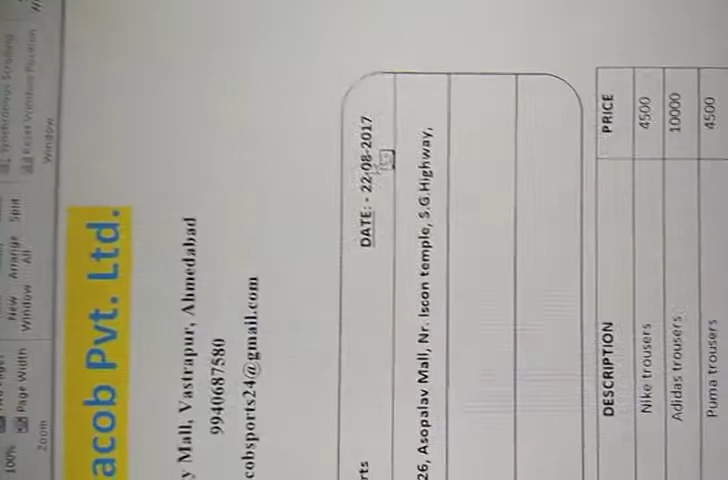 Synchronous Scrolling
Reset Window Position
Window
New Arrange Split
Window All
Page Width
100%
Zoom
acob Pvt. Ltd.
y Mall, Vastrapur, Ahmedabad
9940687580
cobsports24@gmail.com
rts DATE: - 22-08-2017
26, Asopalav Mall, Nr. Iscon temple, S.G.Highway,
DESCRIPTION PRICE
Nike trousers 4500
Adidas trousers 10000
Puma trousers 4500